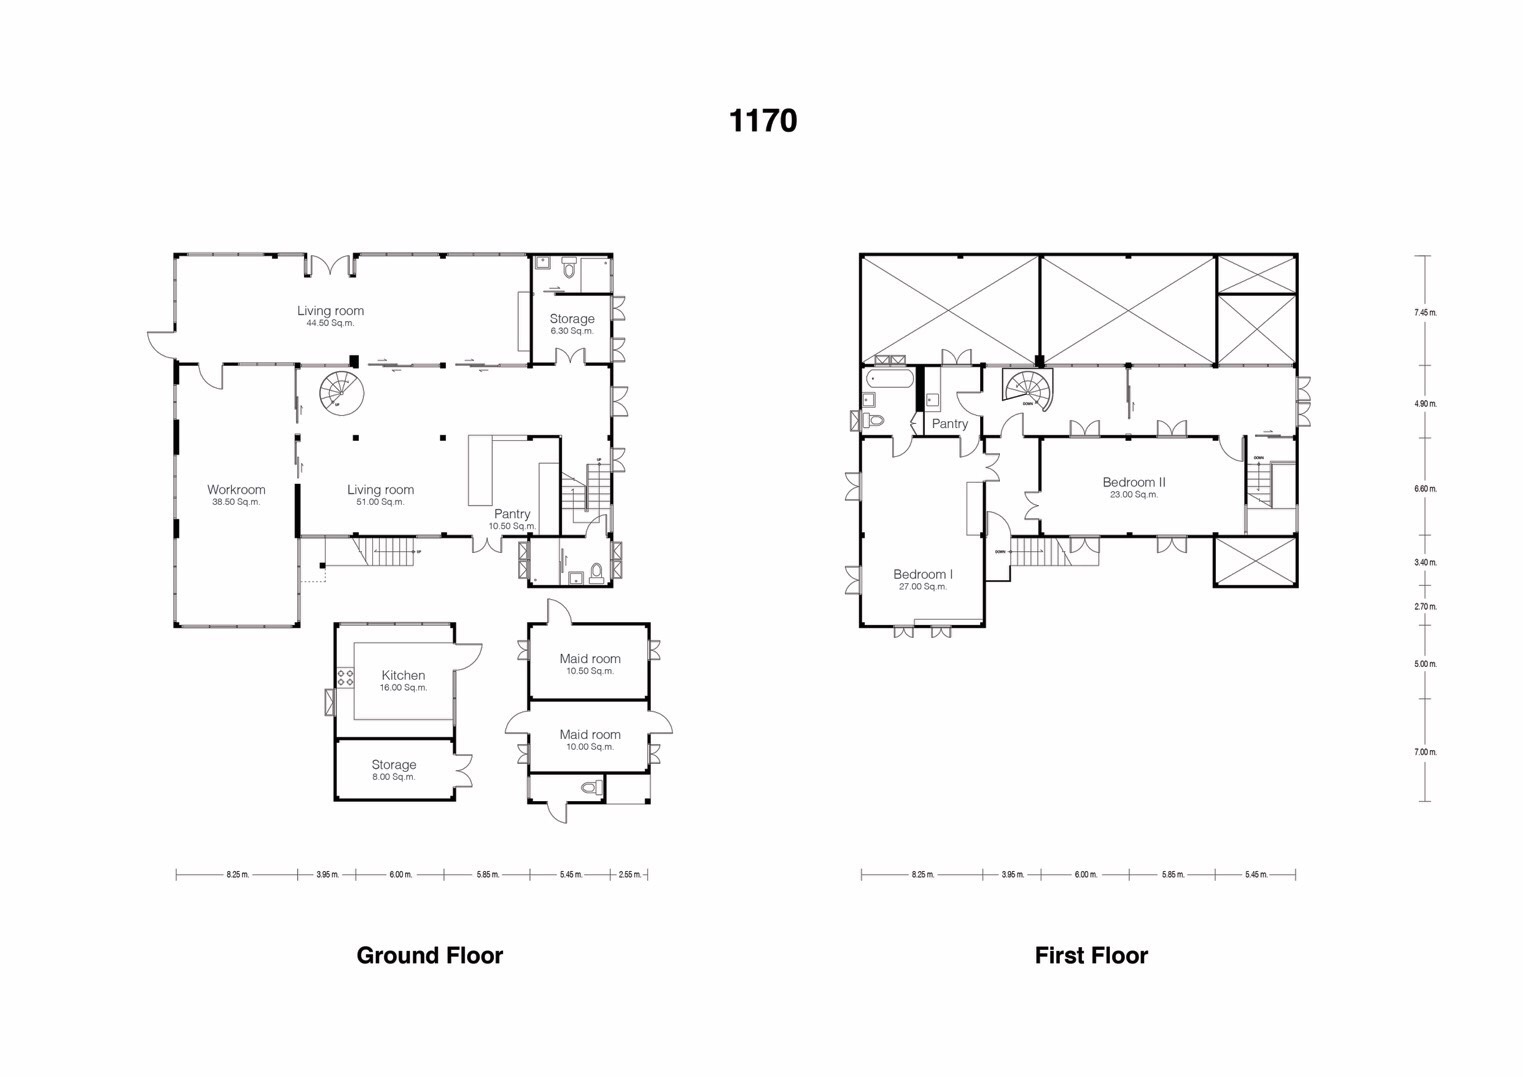 1170
Living room
44.50 Sq.m.
Storage
6.30 Sq.m.
UP
Workroom
38.50 Sq.m.
Living room
51.00 Sq.m.
UP
Pantry
10.50 Sq.m.
UP
Kitchen
16.00 Sq.m.
Storage
8.00 Sq.m.
Maid room
10.50 Sq.m.
Maid room
10.00 Sq.m.
8.25 m.
3.95 m.
6.00 m.
5.85 m.
5.45 m.
2.55 m.
Ground Floor
Pantry
DOWN
Bedroom II
23.00 Sq.m.
DOWN
DOWN
Bedroom I
27.00 Sq.m.
7.45 m.
4.90 m.
6.60 m.
3.40 m.
2.70 m.
5.00 m.
7.00 m.
8.25 m.
3.95 m.
6.00 m.
5.85 m.
5.45 m.
First Floor